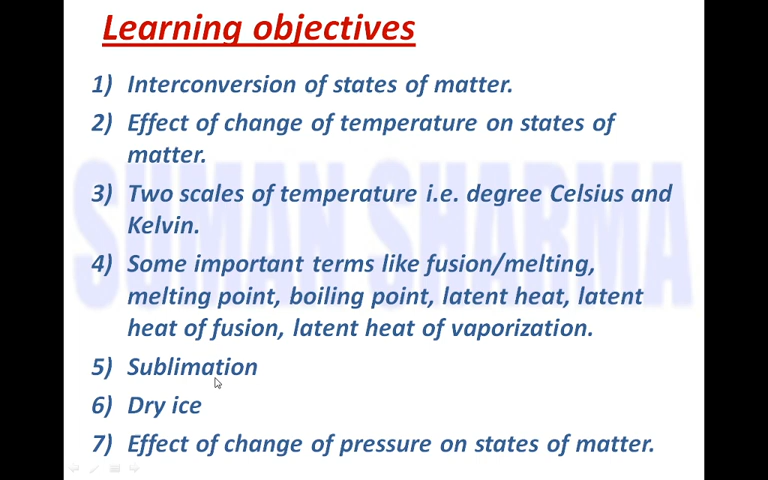 Learning objectives
1) Interconversion of states of matter.
2) Effect of change of temperature on states of
matter.
3) Two scales of temperature i.e. degree Celsius and
Kelvin.
4) Some important terms like fusion/melting,
melting point, boiling point, latent heat, latent
heat of fusion, latent heat of vaporization.
5) Sublimation
6) Dry ice
7) Effect of change of pressure on states of matter.
SUMAN SHARMA